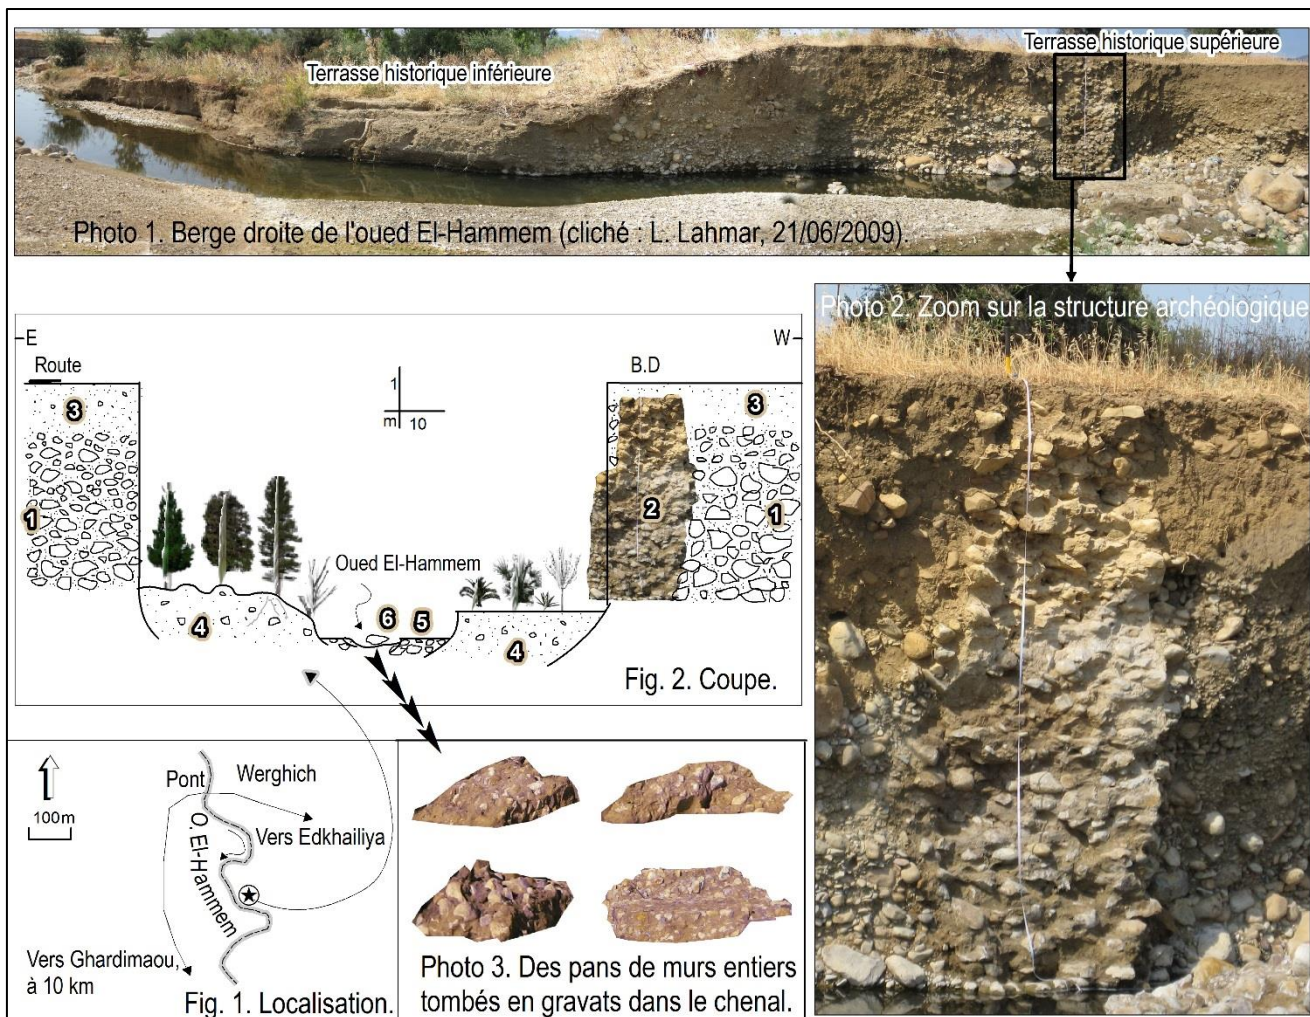 Terrasse historique inférieure
Terrasse historique supérieure
Photo 1. Berge droite de l'oued El-Hammem (cliché : L. Lahmar, 21/06/2009).
Photo 2. Zoom sur la structure archéologique
E
W
Route
B.D
1
m
10
3
3
1
2
1
Oued El-Hammem
6
5
4
4
Fig. 2. Coupe.
100m
Pont
Werghich
Vers Edkhailiya
O. El-Hammem
Vers Ghardimaou,
à 10 km
Fig. 1. Localisation.
Photo 3. Des pans de murs entiers
tombés en gravats dans le chenal.